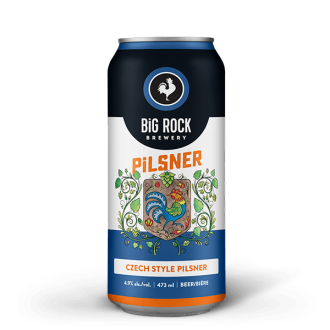 BiG ROCK
BREWERY
PiLSNER
CZECH STYLE PILSNER
4.9% alc./vol. | 473 ml | BEER/BIÈRE